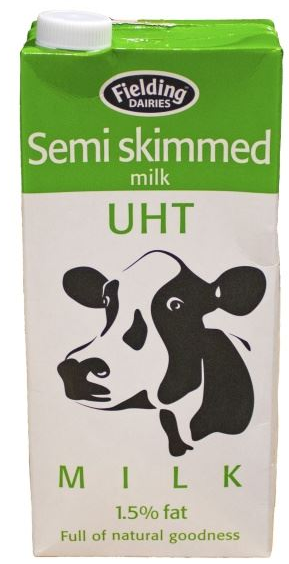 Fielding
DAIRIES
Semi skimmed
milk
UHT
MILK
1.5% fat
Full of natural goodness